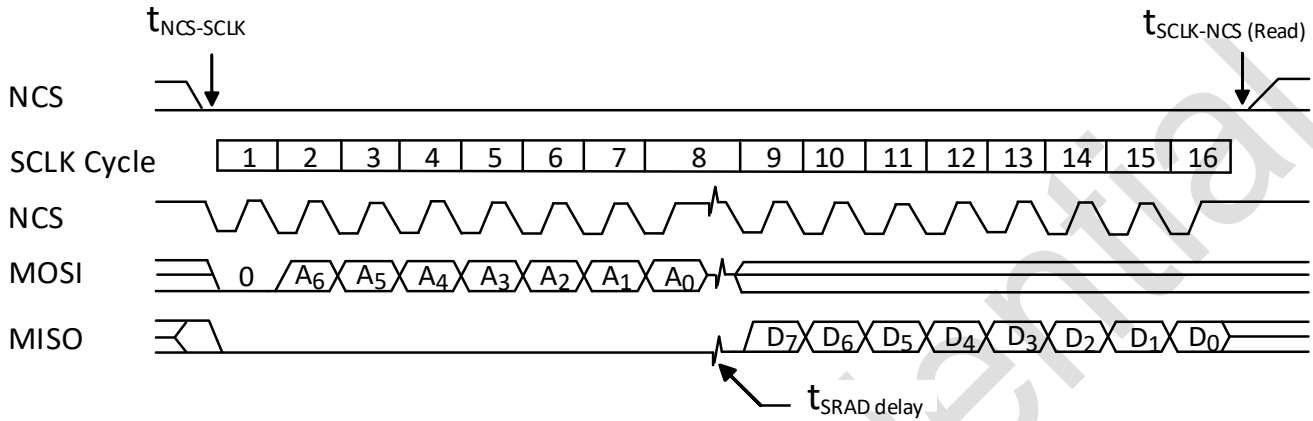 tNCS-SCLK
tSCLK-NCS (Read)
NCS
SCLK Cycle 1 2 3 4 5 6 7 8 9 10 11 12 13 14 15 16
NCS
MOSI 0 A6 A5 A4 A3 A2 A1 A0
MISO D7 D6 D5 D4 D3 D2 D1 D0
tSRAD delay
ential